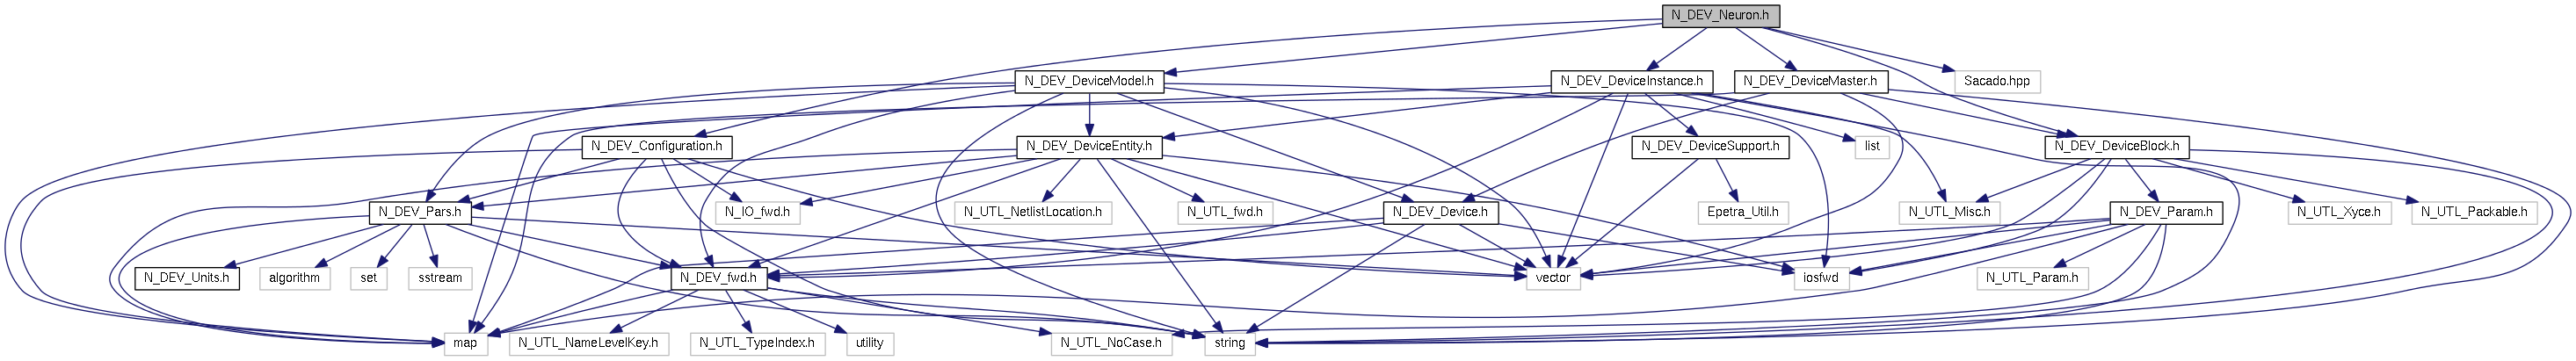 N_DEV_Neuron.h
N_DEV_DeviceModel.h
N_DEV_DeviceInstance.h
N_DEV_DeviceMaster.h
Sacado.hpp
N_DEV_Configuration.h
N_DEV_DeviceEntity.h
N_DEV_DeviceSupport.h
list
N_DEV_DeviceBlock.h
N_DEV_Pars.h
N_IO_fwd.h
N_UTL_NetlistLocation.h
N_UTL_fwd.h
N_DEV_Device.h
Epetra_Util.h
N_UTL_Misc.h
N_DEV_Param.h
N_UTL_Xyce.h
N_UTL_Packable.h
N_DEV_Units.h
algorithm
set
sstream
N_DEV_fwd.h
vector
iosfwd
N_UTL_Param.h
map
N_UTL_NameLevelKey.h
N_UTL_TypeIndex.h
utility
N_UTL_NoCase.h
string